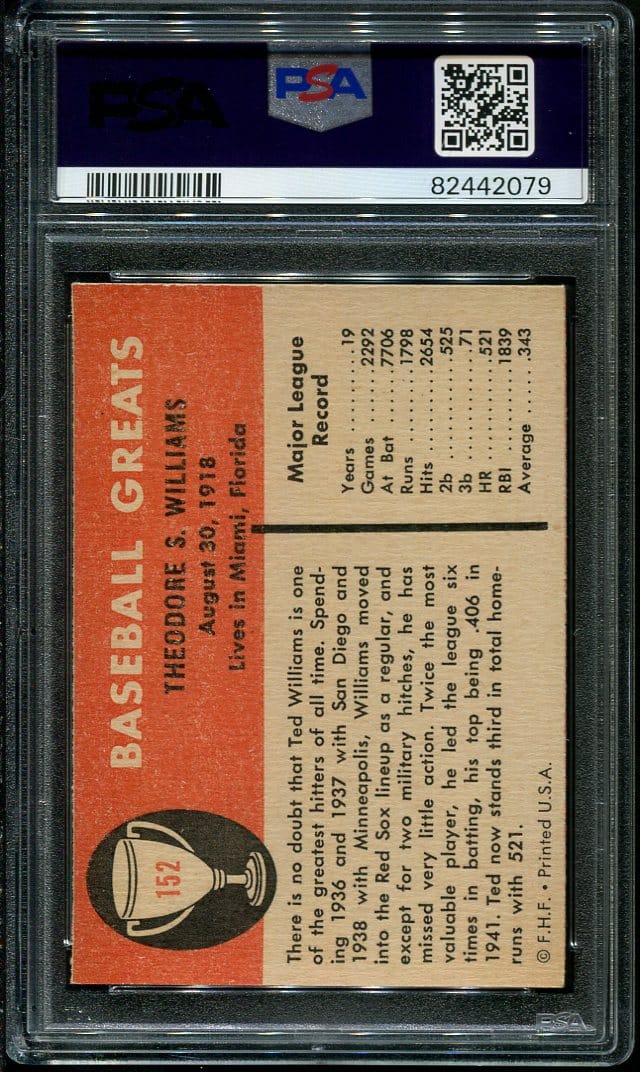 PSA
PSA
82442079
152
BASEBALL GREATS
THEODORE S. WILLIAMS
August 30, 1918
Lives in Miami, Florida
There is no doubt that Ted Williams is one
of the greatest hitters of all time. Spend-
ing 1936 and 1937 with San Diego and
1938 with Minneapolis, Williams moved
into the Red Sox lineup as a regular, and
except for two military hitches, he has
missed very little action. Twice the most
valuable player, he led the league six
times in batting, his top being .406 in
1941. Ted now stands third in total home-
runs with 521.
© F.H.F. • Printed U.S.A.
Major League
Record
Years ..........19
Games .....2292
At Bat ....7706
Runs .......1798
Hits .........2654
2b ............525
3b ..............71
HR ............521
RBI .........1839
Average ......343
PSA